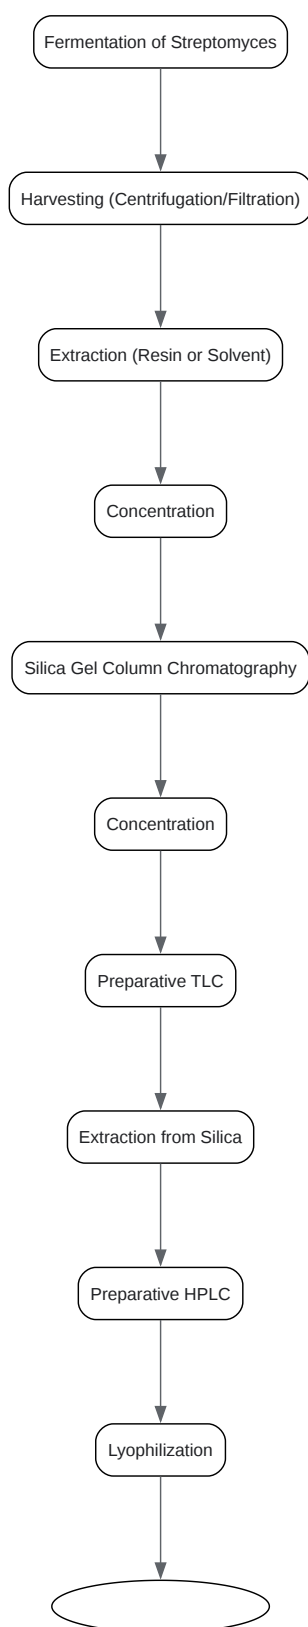 Fermentation of Streptomyces
Harvesting (Centrifugation/Filtration)
Extraction (Resin or Solvent)
Concentration
Silica Gel Column Chromatography
Concentration
Preparative TLC
Extraction from Silica
Preparative HPLC
Lyophilization